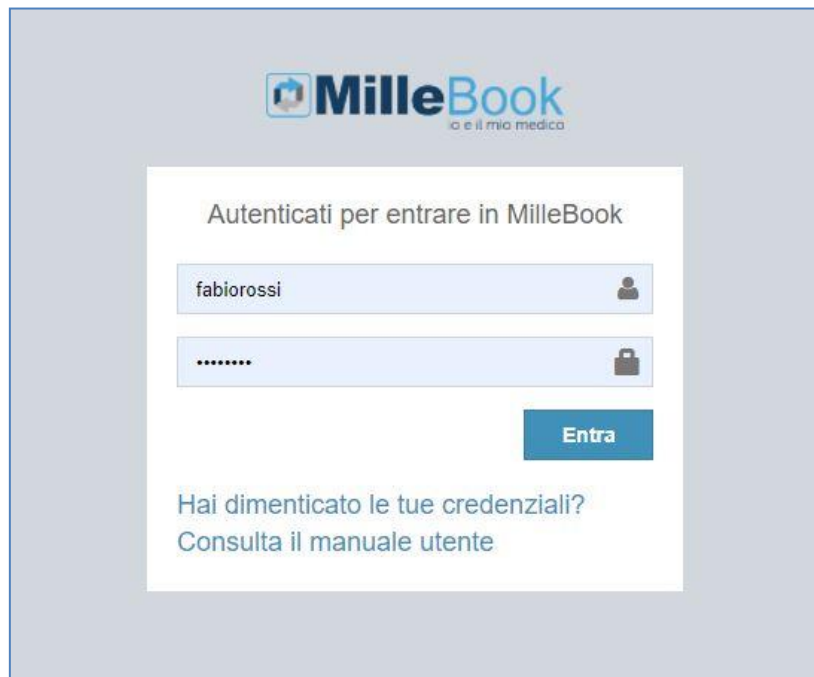 MilleBook
io e il mio medico
Autenticati per entrare in MilleBook
fabiorossi
••••••••
Entra
Hai dimenticato le tue credenziali?
Consulta il manuale utente